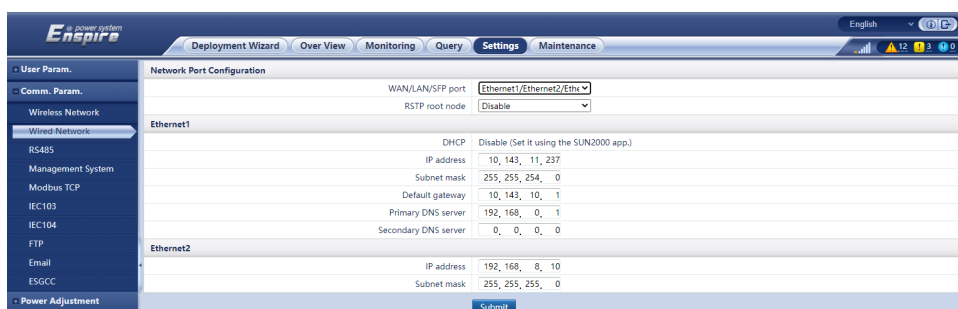 e power system
Enspire
English
Deployment Wizard Over View Monitoring Query Settings Maintenance
12 3 0
User Param.
Comm. Param.
Wireless Network
Wired Network
RS485
Management System
Modbus TCP
IEC103
IEC104
FTP
Email
ESGCC
Power Adjustment
Network Port Configuration
WAN/LAN/SFP port Ethernet1/Ethernet2/Ethe
RSTP root node Disable
Ethernet1
DHCP Disable (Set it using the SUN2000 app.)
IP address 10. 143. 11. 237
Subnet mask 255. 255. 254. 0
Default gateway 10. 143. 10. 1
Primary DNS server 192. 168. 0. 1
Secondary DNS server 0. 0. 0. 0
Ethernet2
IP address 192. 168. 8. 10
Subnet mask 255. 255. 255. 0
Submit